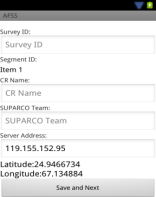 AFSS
Survey ID:
Survey ID
Segment ID:
Item 1
CR Name:
CR Name
SUPARCO Team:
SUPARCO Team
Server Address:
119.155.152.95
Latitude:24.9466734
Longitude:67.134884
Save and Next